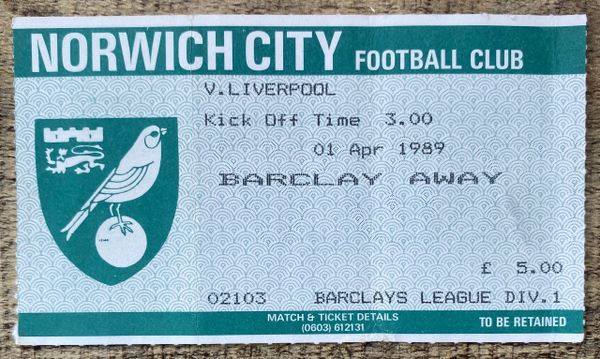 NORWICH CITY FOOTBALL CLUB
V.LIVERPOOL
Kick Off Time 3.00
01 Apr 1989
BARCLAY AWAY
£ 5.00
02103 BARCLAYS LEAGUE DIV.1
MATCH & TICKET DETAILS
(0603) 612131
TO BE RETAINED